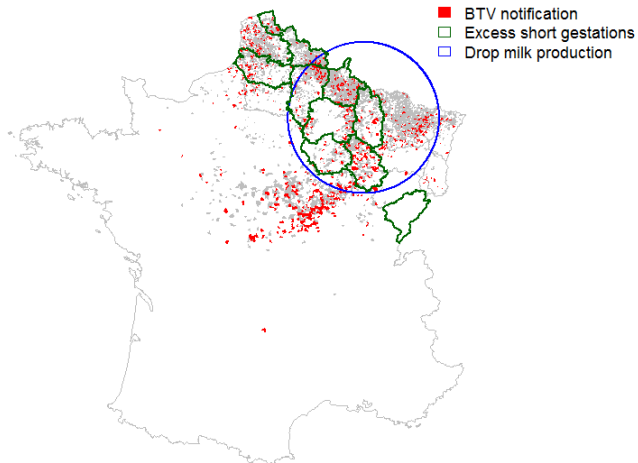 BTV notification
Excess short gestations
Drop milk production